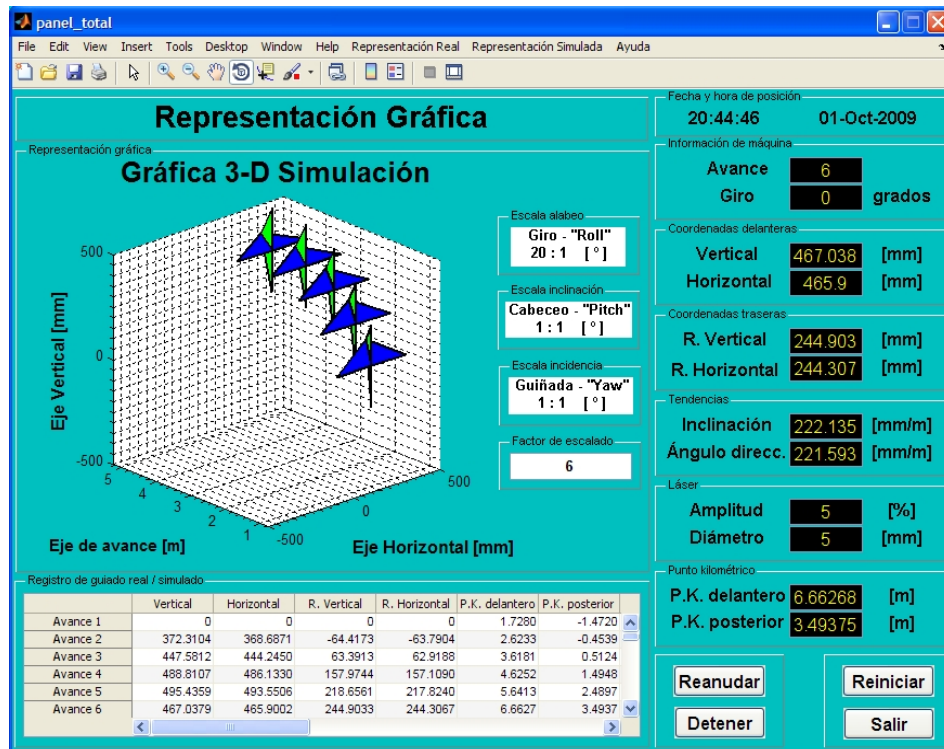 panel_total
File Edit View Insert Tools Desktop Window Help Representación Real Representación Simulada Ayuda
Representación Gráfica
Representación gráfica
Gráfica 3-D Simulación
500
0
-500
Eje Vertical [mm]
5
4
3
2
1
Eje de avance [m]
-500
0
500
Eje Horizontal [mm]
Escala alabeo
Giro - "Roll"
20 : 1 [ º ]
Escala inclinación
Cabeceo - "Pitch"
1 : 1 [ º ]
Escala incidencia
Guiñada - "Yaw"
1 : 1 [ º ]
Factor de escalado
6
Fecha y hora de posición
20:44:46 01-Oct-2009
Información de máquina
Avance 6
Giro 0 grados
Coordenadas delanteras
Vertical 467.038 [mm]
Horizontal 465.9 [mm]
Coordenadas traseras
R. Vertical 244.903 [mm]
R. Horizontal 244.307 [mm]
Tendencias
Inclinación 222.135 [mm/m]
Ángulo direcc. 221.593 [mm/m]
Láser
Amplitud 5 [%]
Diámetro 5 [mm]
Punto kilométrico
P.K. delantero 6.66268 [m]
P.K. posterior 3.49375 [m]
Registro de guiado real / simulado
Vertical Horizontal R. Vertical R. Horizontal P.K. delantero P.K. posterior
Avance 1 0 0 0 0 1.7280 -1.4720
Avance 2 372.3104 368.6871 -64.4173 -63.7904 2.6233 -0.4539
Avance 3 447.5812 444.2450 63.3913 62.9188 3.6181 0.5124
Avance 4 488.8107 486.1330 157.9744 157.1090 4.6252 1.4948
Avance 5 495.4359 493.5506 218.6561 217.8240 5.6413 2.4897
Avance 6 467.0379 465.9002 244.9033 244.3067 6.6627 3.4937
Reanudar
Reiniciar
Detener
Salir